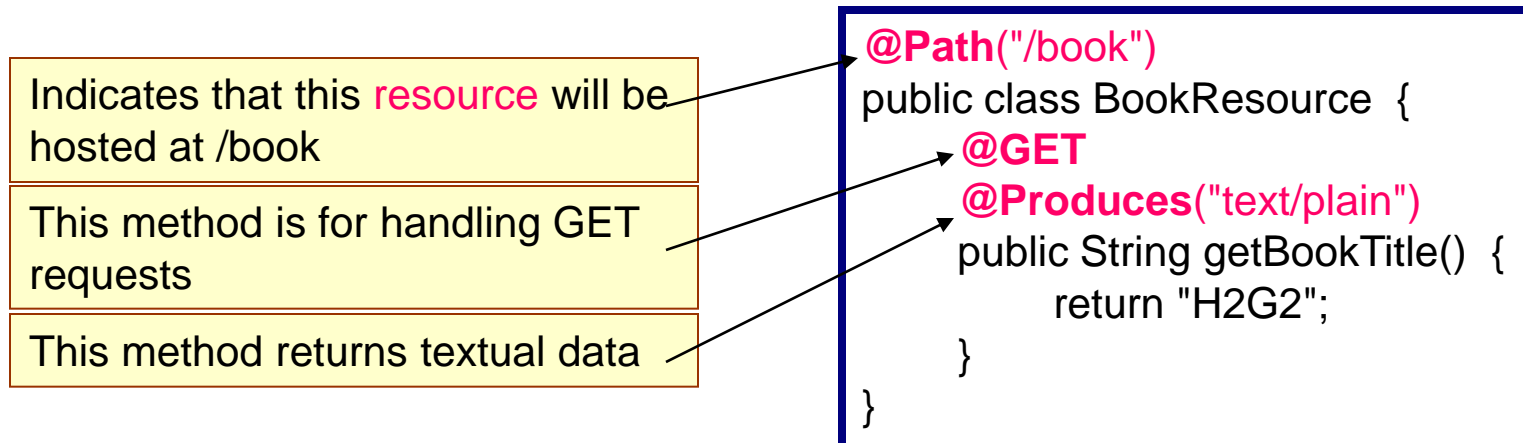 Indicates that this resource will be
hosted at /book
This method is for handling GET
requests
This method returns textual data
@Path("/book")
public class BookResource {
@GET
@Produces("text/plain")
public String getBookTitle() {
return "H2G2";
}
}